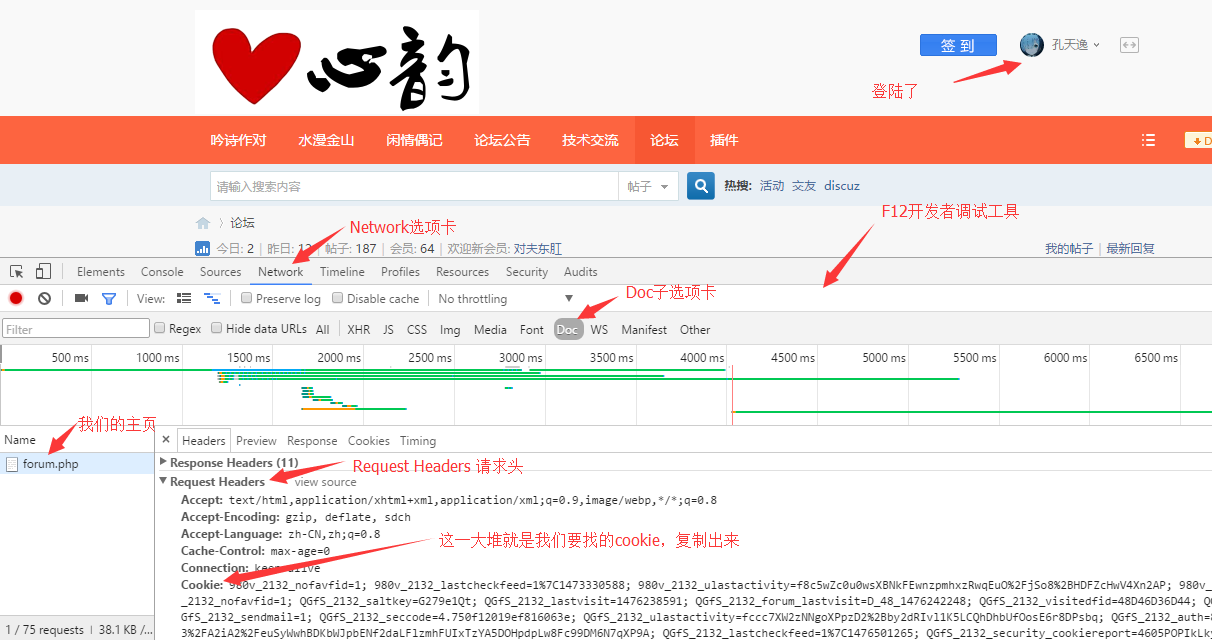 心韵
签 到
孔天逸
登陆了
吟诗作对 水漫金山 闲情偶记 论坛公告 技术交流 论坛 插件
请输入搜索内容 帖子 热搜: 活动 交友 discuz
F12开发者调试工具
〉论坛
Network选项卡
今日: 2 | 昨日: 12 | 帖子: 187 | 会员: 64 | 欢迎新会员: 对夫东肛 我的帖子 | 最新回复
Elements Console Sources Network Timeline Profiles Resources Security Audits
Doc子选项卡
View: Preserve log Disable cache No throttling
Filter Regex Hide data URLs All XHR JS CSS Img Media Font Doc WS Manifest Other
500 ms 1000 ms 1500 ms 2000 ms 2500 ms 3000 ms 3500 ms 4000 ms 4500 ms 5000 ms 5500 ms 6000 ms 6500 ms
我们的主页
Name × Headers Preview Response Cookies Timing
forum.php
Response Headers (11)
Request Headers 请求头
Request Headers view source
Accept: text/html,application/xhtml+xml,application/xml;q=0.9,image/webp,*/*;q=0.8
Accept-Encoding: gzip, deflate, sdch
Accept-Language: zh-CN,zh;q=0.8
这一大堆就是我们要找的cookie，复制出来
Cache-Control: max-age=0
Connection: keep-alive
Cookie: 980v_2132_nofavfid=1; 980v_2132_lastcheckfeed=1%7C1473330588; 980v_2132_ulastactivity=f8c5wZc0u0wsXBNkFEwnzpmhxzRwqEuO%2FjSo8%2BHDFZcHwV4Xn2AP; 980v_
_2132_nofavfid=1; QGfS_2132_saltkey=G279e1Qt; QGfS_2132_lastvisit=1476238591; QGfS_2132_forum_lastvisit=D_48_1476242248; QGfS_2132_visitedfid=48D46D36D44; QG
GfS_2132_sendmail=1; QGfS_2132_seccode=4.750f12019ef816063e; QGfS_2132_ulastactivity=fccc7XW2zNNgoXPpzD2%2Bby2dRIv11K5LCQhDhbUfOosE6r8DPsbq; QGfS_2132_auth=8
3%2FA2iA2%2FeuSyWwhBDKbWJpbENf2daLFlzmhFUIxTzYA5DOHpdpLw8Fc99DM6N7qXP9A; QGfS_2132_lastcheckfeed=1%7C1476501265; QGfS_2132_security_cookiereport=4605POPIkLKj
1 / 75 requests | 38.1 KB /...